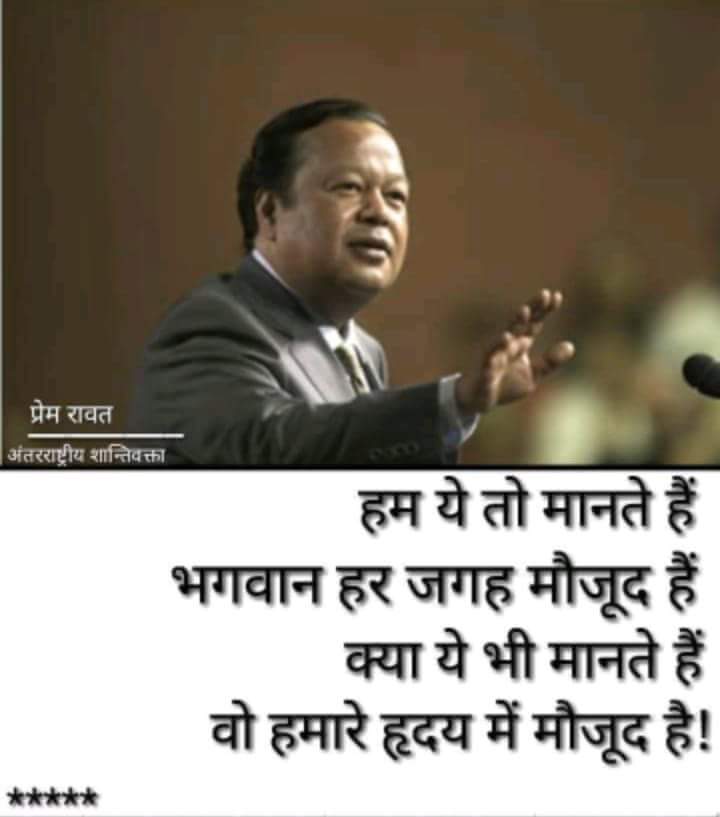 प्रेम रावत
अंतरराष्ट्रीय शान्तिवक्ता
हम ये तो मानते हैं
भगवान हर जगह मौजूद हैं
क्या ये भी मानते हैं
वो हमारे हृदय में मौजूद है!
*****